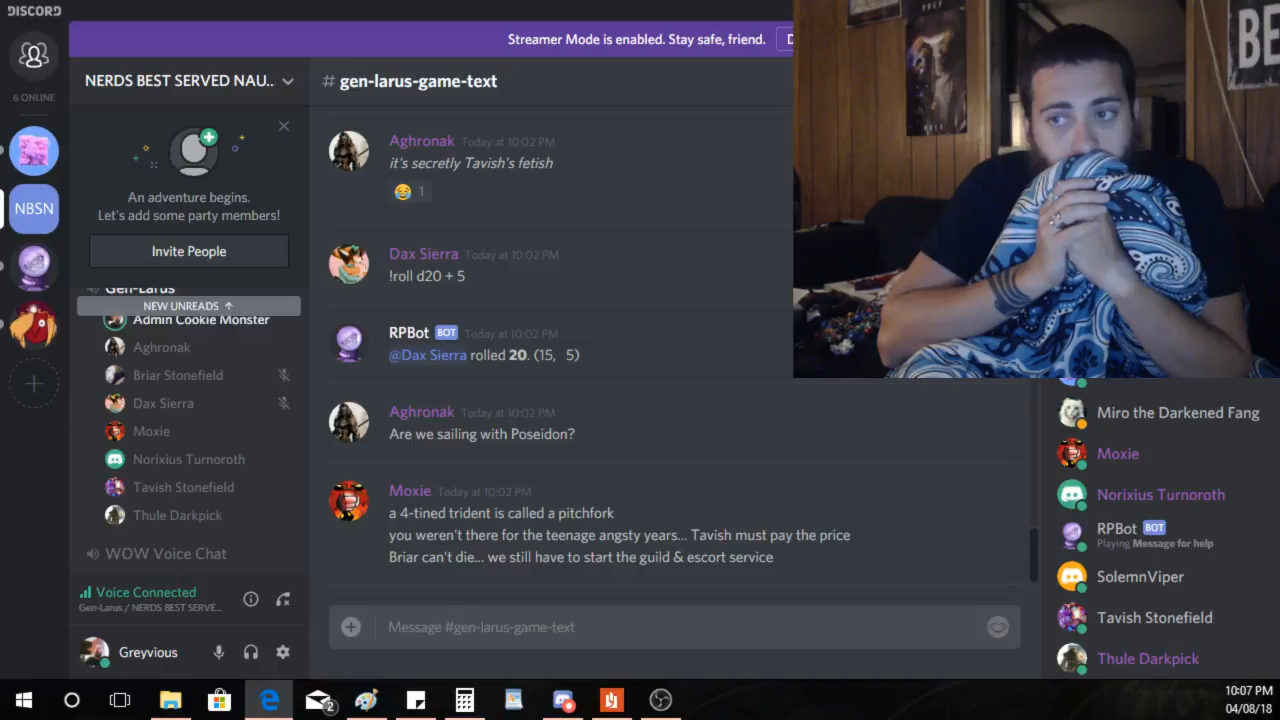 DISCORD
Streamer Mode is enabled. Stay safe, friend.
6 ONLINE
NERDS BEST SERVED NAU...
# gen-larus-game-text
An adventure begins.
Let's add some party members!
Invite People
NBSN
Gen-Larus
NEW UNREADS ↑
Admin Cookie Monster
Aghronak
Briar Stonefield
Dax Sierra
Moxie
Norixius Turnoroth
Tavish Stonefield
Thule Darkpick
WOW Voice Chat
Voice Connected
Gen-Larus / NERDS BEST SERVE...
Greyvious
Aghronak Today at 10:02 PM
it's secretly Tavish's fetish
😂 1
Dax Sierra Today at 10:02 PM
!roll d20 + 5
RPBot BOT Today at 10:02 PM
@Dax Sierra rolled 20. (15, 5)
Aghronak Today at 10:02 PM
Are we sailing with Poseidon?
Moxie Today at 10:02 PM
a 4-tined trident is called a pitchfork
you weren't there for the teenage angsty years... Tavish must pay the price
Briar can't die... we still have to start the guild & escort service
Message #gen-larus-game-text
PREY
BE
Miro the Darkened Fang
Moxie
Norixius Turnoroth
RPBot BOT
Playing Message for help
SolemnViper
Tavish Stonefield
Thule Darkpick
2
10:07 PM
04/08/18